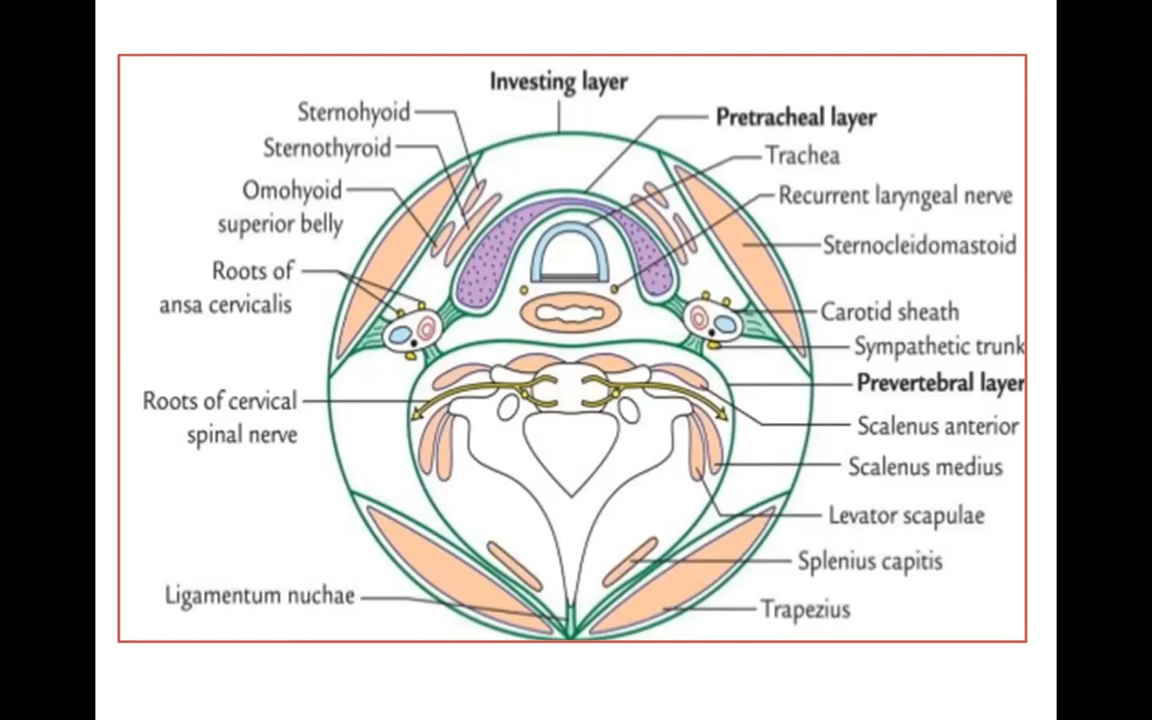 Investing layer
Sternohyoid
Sternothyroid
Omohyoid
superior belly
Roots of
ansa cervicalis
Roots of cervical
spinal nerve
Ligamentum nuchae
Pretracheal layer
Trachea
Recurrent laryngeal nerve
Sternocleidomastoid
Carotid sheath
Sympathetic trunk
Prevertebral layer
Scalenus anterior
Scalenus medius
Levator scapulae
Splenius capitis
Trapezius